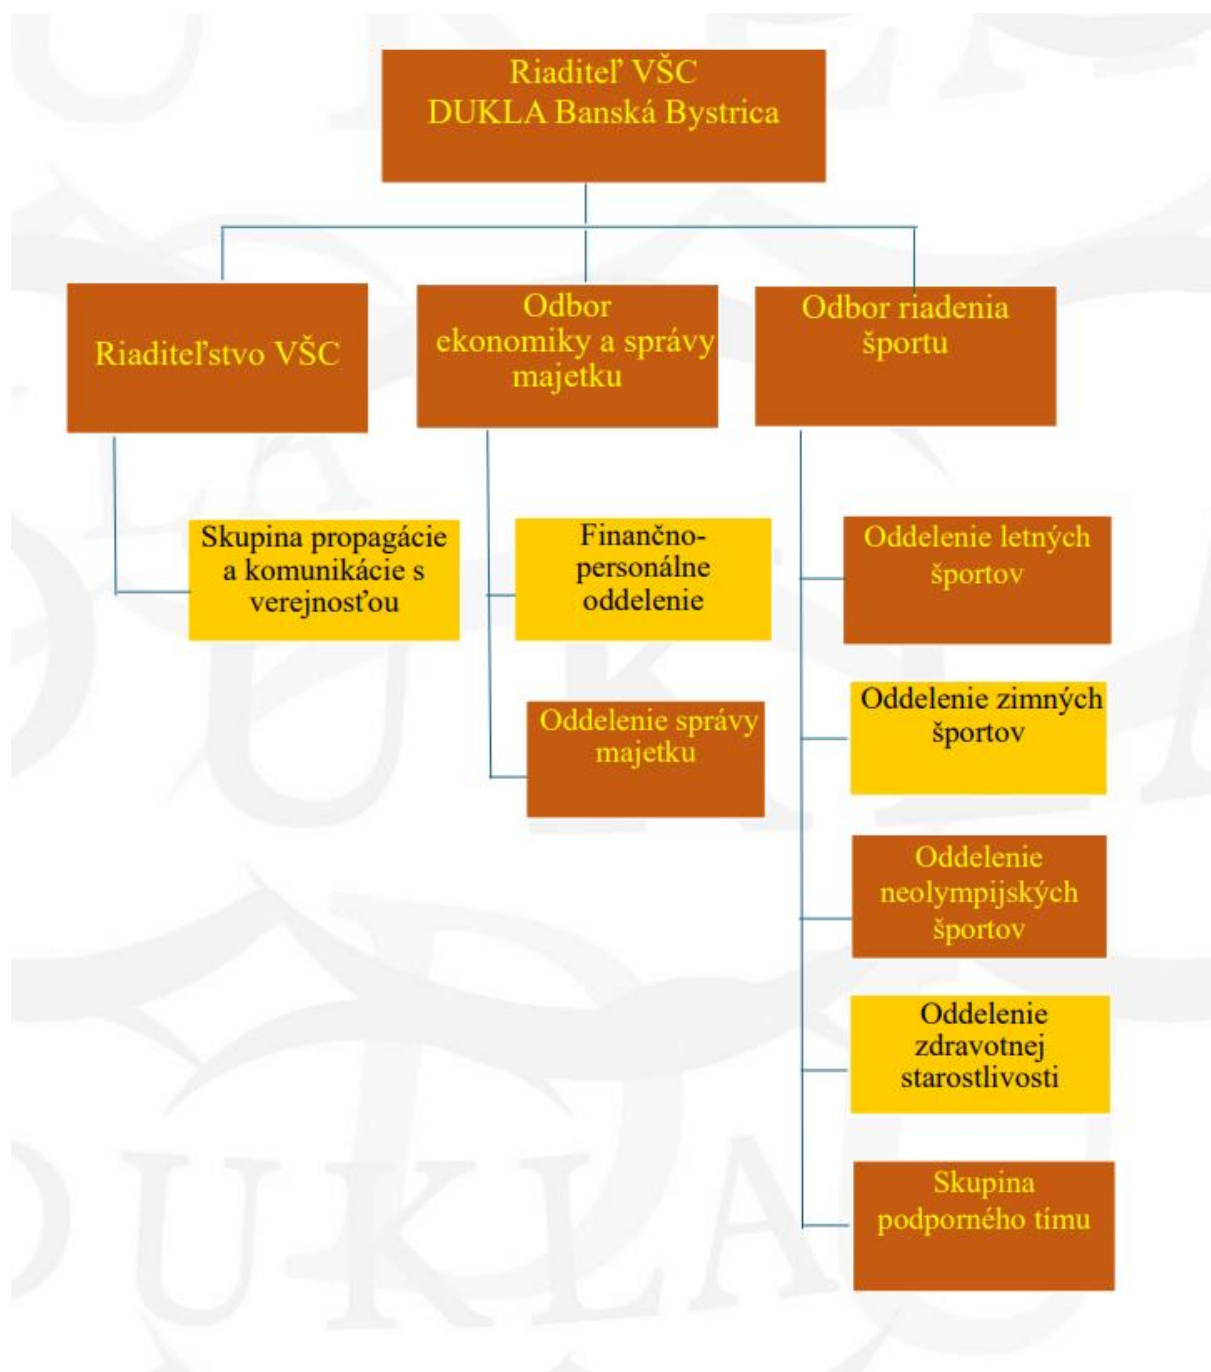 Riaditeľ VŠC
DUKLA Banská Bystrica
Riaditeľstvo VŠC
Odbor
ekonomiky a správy
majetku
Odbor riadenia
športu
Skupina propagácie
a komunikácie s
verejnosťou
Finančno-
personálne
oddelenie
Oddelenie správy
majetku
Oddelenie letných
športov
Oddelenie zimných
športov
Oddelenie
neolympijských
športov
Oddelenie
zdravotnej
starostlivosti
Skupina
podporného tímu
DUKLA